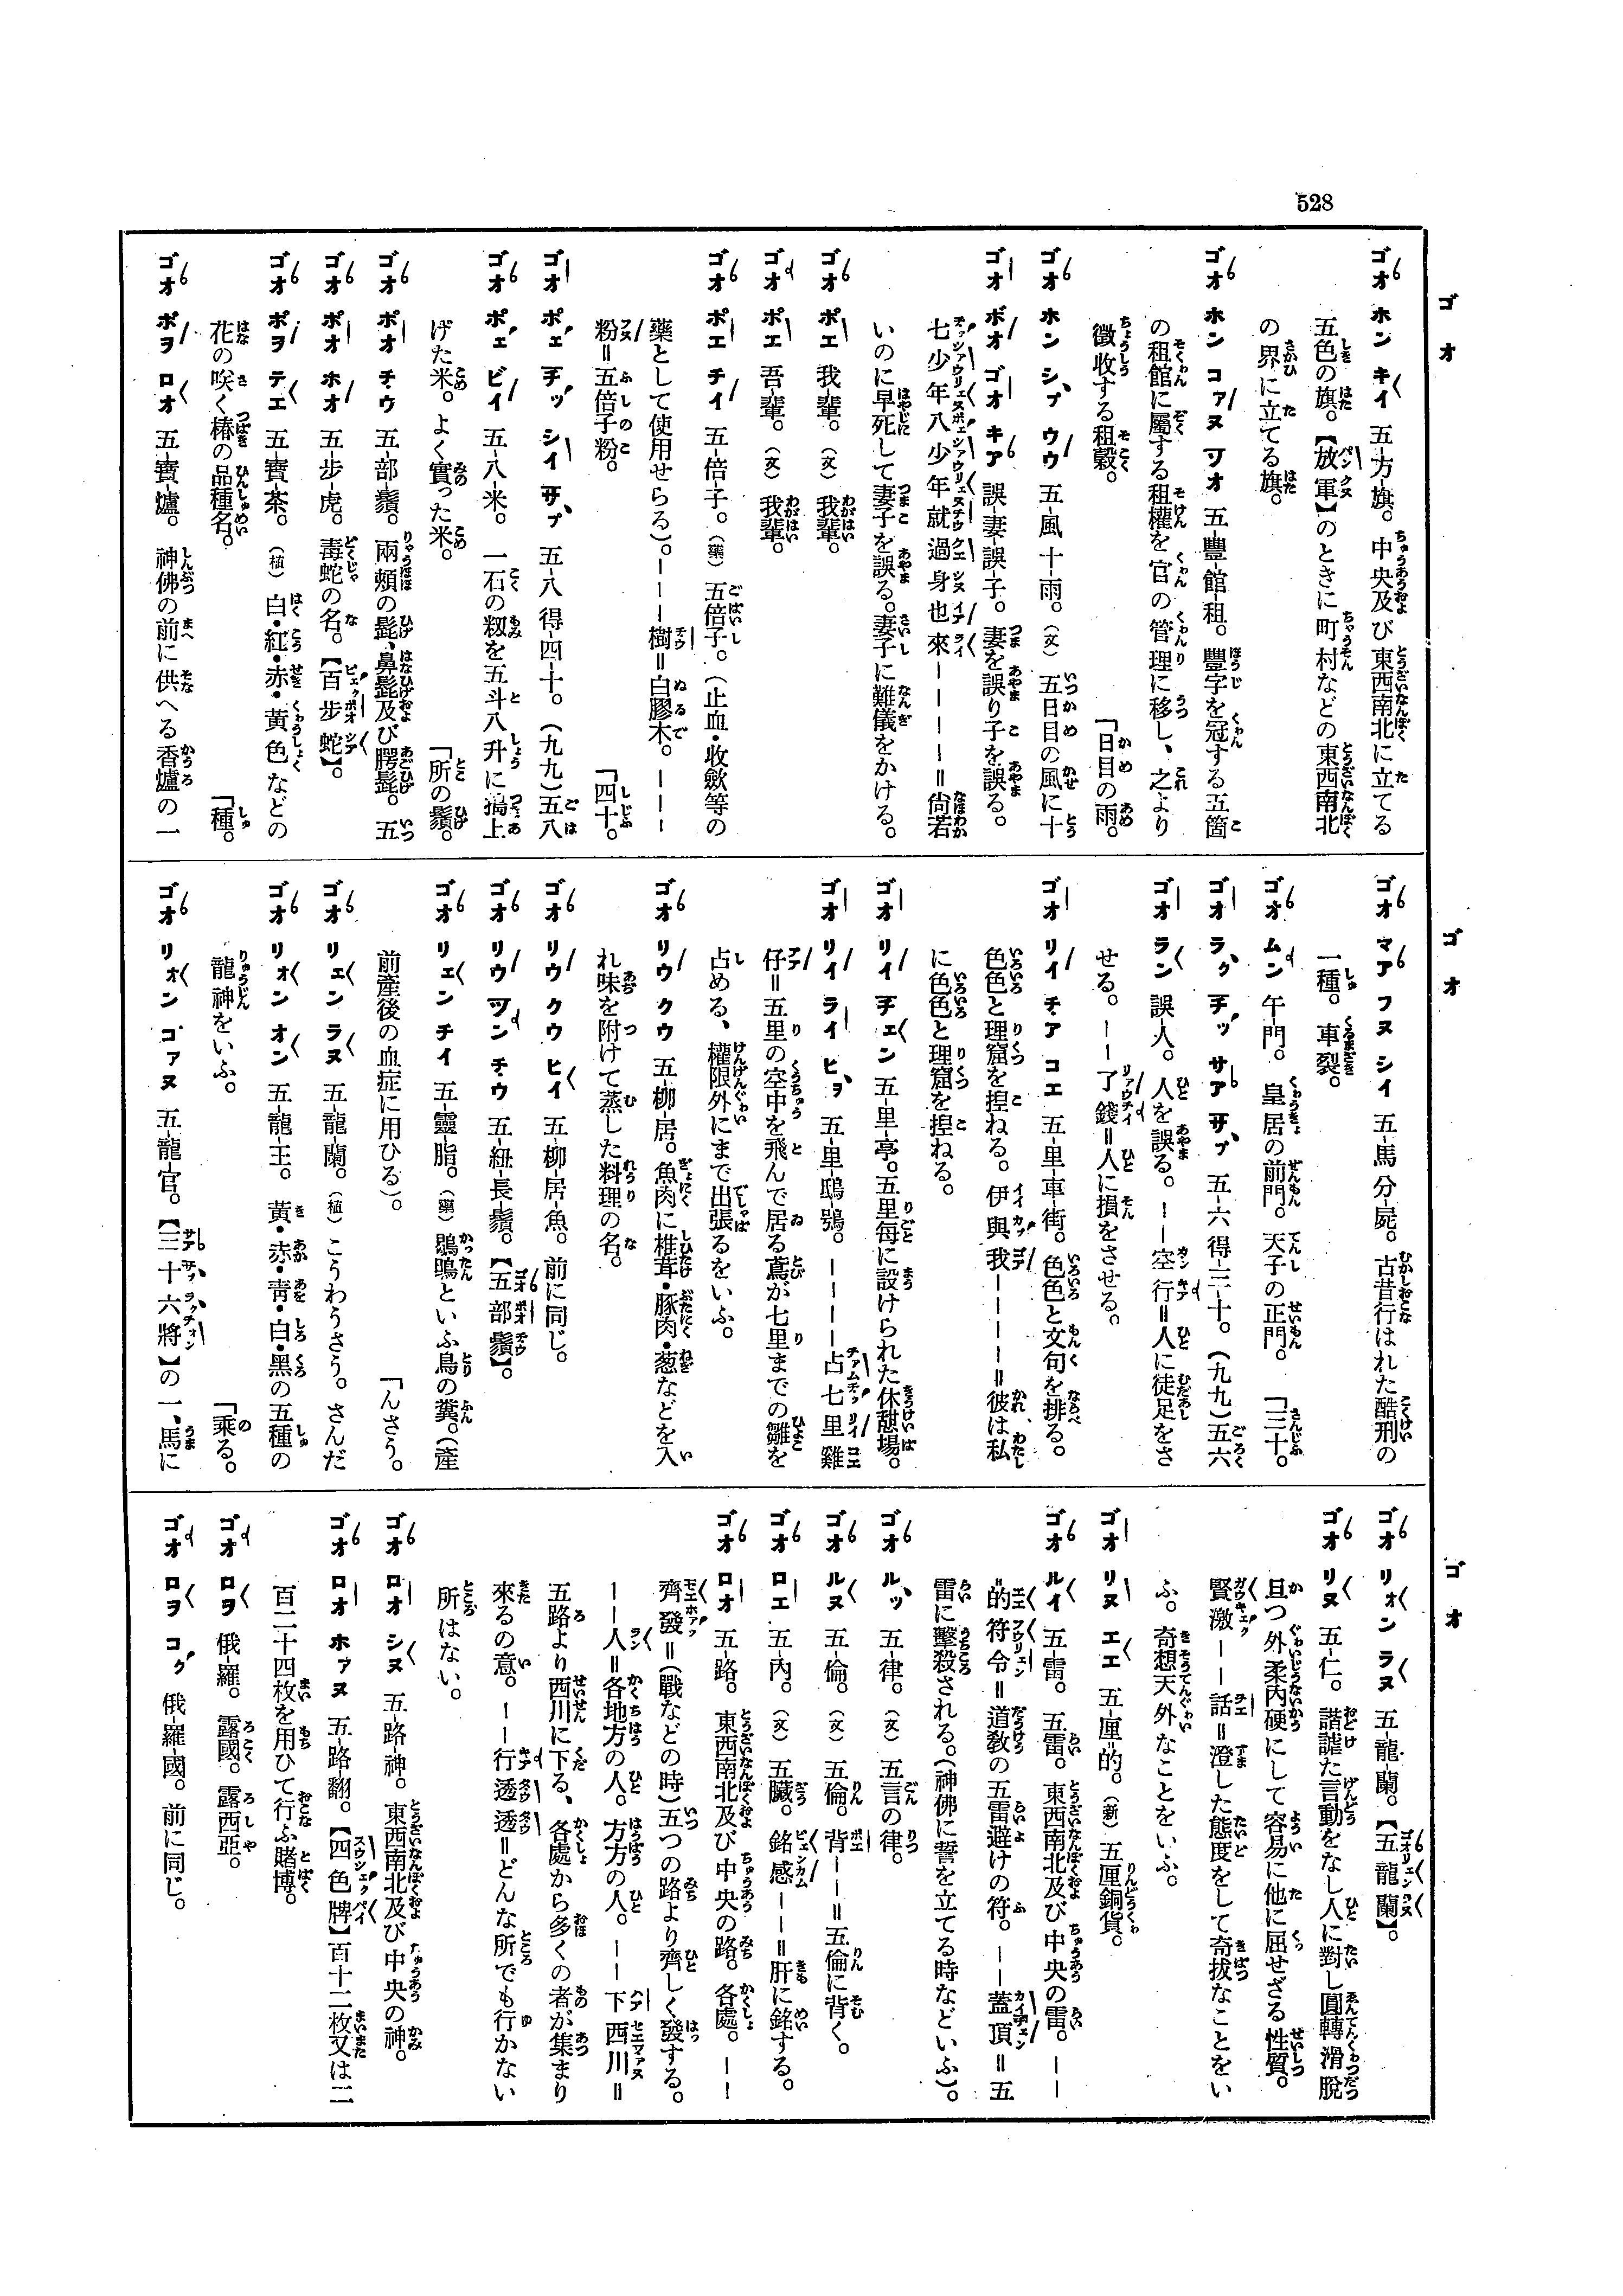 528
ゴオ
ゴオ ホン キイ 五-方-旗。中央及び東西南北に立てる
五色の旗。【放軍】のときに町村などの東西南北
の界に立てる旗。
ゴオ ホン コァヌ ツオ 五-豐-館-租。豐字を冠する五箇
の租館に屬する租權を官の管理に移し、之より
徵收する租穀。
ゴオ ホン シㇷ゚ ウウ 五-風十-雨。(文) 五日目の風に十
「日目の雨。
ゴオ ボオ ゴオ キア 誤-妻-誤-子。妻を誤り子を誤る。
七少年八少年就過身也來ーーーー=尙若
いのに早死して妻子を誤る。妻子に難儀をかける。
ゴオ ポエ 我-輩。(文) 我輩。
ゴオ ポエ 吾-輩。(文) 我輩。
ゴオ ポエ チイ 五-倍-子。(藥) 五倍子。(止血・收斂等の
藥として使用せらる)。ーーー樹=白膠木。ーーー
粉=五倍子粉。
「四十。
ゴオ ポェ チッ シイ サㇷ゚ 五-八得-四十。(九九)五八
ゴオ ポェ ビイ 五-八-米。一石の籾を五斗八升に搗上
げた米。よく實った米。
「所の鬚。
ゴオ ポオ チウ 五-部-鬚。兩頰の髭、鼻髭及び腭髭。五
ゴオ ポオ ホオ 五-步-虎。毒蛇の名。【百步蛇】。
ゴオ ポヲ テエ 五-寶-茶。(植) 白・紅・赤・黃色などの
花の咲く椿の品種名。
「種。
ゴオ ポヲ ロオ 五-寶-爐。神佛の前に供へる香爐の一
ゴオ
ゴオ マア フヌ シイ 五-馬分-屍。古昔行はれた酷刑の
一種。車裂。
ゴオ ムン 午-門。皇居の前門。天子の正門。
「三十。
ゴオ ラㇰ チッ サア サㇷ゚ 五-六得-三十。(九九)五六
ゴオ ラン 誤-人。人を誤る。ーー空行=人に徒足をさ
せる。ーー了錢=人に損をさせる。
ゴオ リイ チア コエ 五-里-車-街。色色と文句を排る。
色色と理窟を捏ねる。伊與我ーーーー=彼は私
に色色と理窟を捏ねる。
ゴオ リイ チェン 五-里-亭。五里每に設けられた休憩場。
ゴオ リイ ライ ヒヲ 五-里-鴟-鴞。ーーーー占七里雞
仔=五里の空中を飛んで居る鳶が七里までの雛を
占める、權限外にまで出張るをいふ。
ゴオ リウ クウ 五-柳-居。魚肉に椎茸・豚肉・葱などを入
れ味を附けて蒸した料理の名。
ゴオ リウ クウ ヒイ 五-柳-居-魚。前に同じ。
ゴオ リウ ツン チウ 五-紐-長-鬚。【五部鬚】。
ゴオ リェン チイ 五-靈-脂。(藥) 鶡鴠といふ鳥の糞。(產
前產後の血症に用ひる)。
「んさう。
ゴオ リェン ラヌ 五-龍-蘭。(植) こうわうさう。さんだ
ゴオ リォン オン 五-龍-王。黃・赤・靑・白・黑の五種の
龍神をいふ。
「乘る。
ゴオ リォン コァヌ 五-龍-官。【三十六將】の一、馬に
ゴオ
ゴオ リォン ラヌ 五-龍-蘭。【五龍蘭】。
ゴオ リヌ 五-仁。諧謔た言動をなし人に對し圓轉滑脫
且つ外柔內硬にして容易に他に屈せざる性質。
賢激ーー話=澄した態度をして奇拔なことをい
ふ。奇想天外なことをいふ。
ゴオ リヌ エエ 五-厘=的。(新) 五厘銅貨。
ゴオ ルイ 五-雷。五雷。東西南北及び中央の雷。ーー
=的符令=道敎の五雷避けの符。ーー蓋頂=五
雷に擊殺される。(神佛に誓を立てる時などいふ)。
ゴオ ルッ 五-律。(文) 五言の律。
ゴオ ルヌ 五-倫。(文) 五倫。背ーー=五倫に背く。
ゴオ ロエ 五-內。(文) 五臟。銘感ーー=肝に銘する。
ゴオ ロオ 五-路。東西南北及び中央の路。各處。ーー
齊發=(戰などの時)五つの路より齊しく發する。
ーー人=各地方の人。方方の人。ーー下西川=
五路より西川に下る、各處から多くの者が集まり
來るの意。ーー行透透=どんな所でも行かない
所はない。
ゴオ ロオ シヌ 五-路-神。東西南北及び中央の神。
ゴオ ロオ ホァヌ 五-路-翻。【四色牌】百十二枚又は二
百二十四枚を用ひて行ふ賭博。
ゴオ ロヲ 俄-羅。露國。露西亞。
ゴオ ロヲ コㇰ 俄-羅-國。前に同じ。